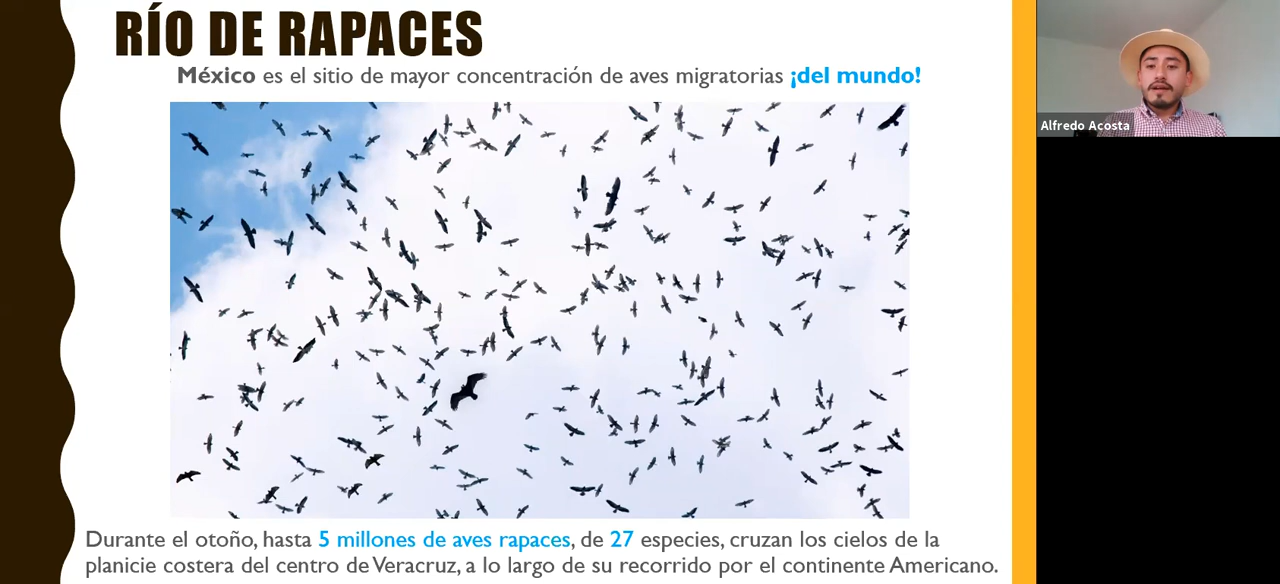 RÍO DE RAPACES
México es el sitio de mayor concentración de aves migratorias ¡del mundo!
Alfredo Acosta
Durante el otoño, hasta 5 millones de aves rapaces, de 27 especies, cruzan los cielos de la
planicie costera del centro de Veracruz, a lo largo de su recorrido por el continente Americano.